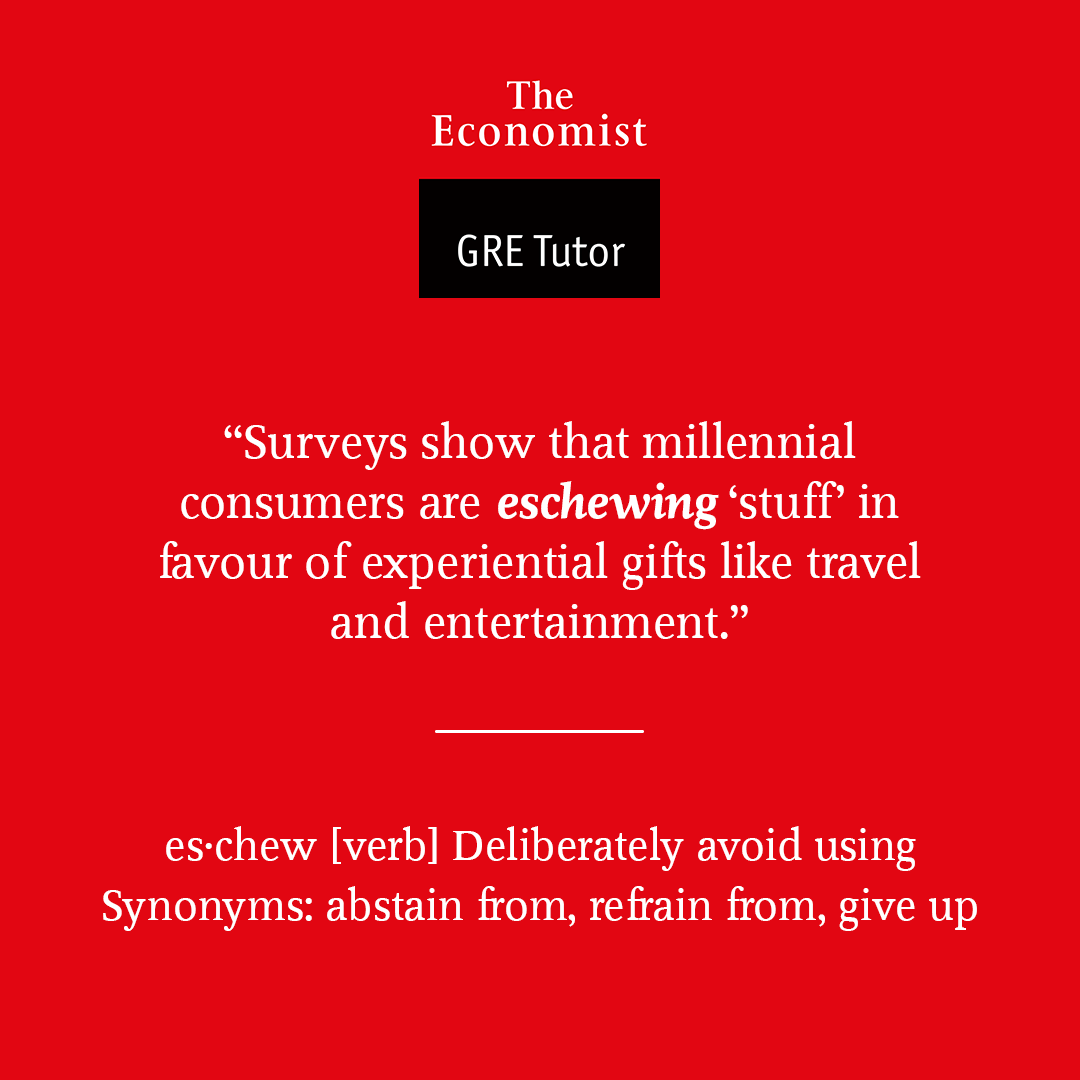 The
Economist
GRE Tutor
“Surveys show that millennial
consumers are eschewing ‘stuff’ in
favour of experiential gifts like travel
and entertainment.”
es·chew [verb] Deliberately avoid using
Synonyms: abstain from, refrain from, give up